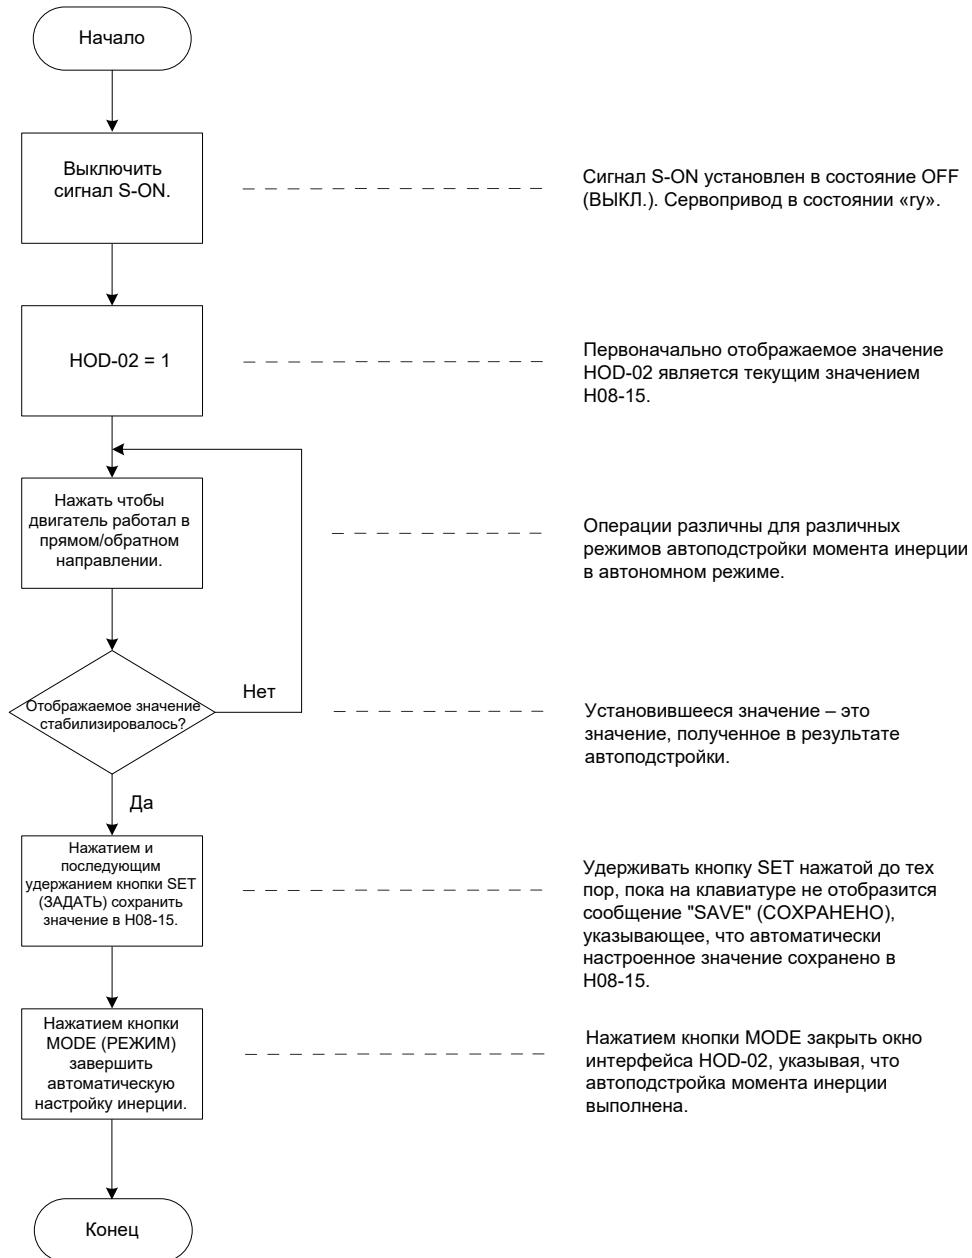 Начало
Выключить
сигнал S-ON.
Сигнал S-ON установлен в состояние OFF
(ВЫКЛ.). Сервопривод в состоянии «ry».
HOD-02 = 1
Первоначально отображаемое значение
HOD-02 является текущим значением
H08-15.
Нажать чтобы
двигатель работал в
прямом/обратном
направлении.
Операции различны для различных
режимов автоподстройки момента инерции
в автономном режиме.
Отображаемое значение
стабилизировалось?
Нет
Установившееся значение – это
значение, полученное в результате
автоподстройки.
Да
Нажатием и
последующим
удержанием кнопки SET
(ЗАДАТЬ) сохранить
значение в H08-15.
Удерживать кнопку SET нажатой до тех
пор, пока на клавиатуре не отобразится
сообщение "SAVE" (СОХРАНЕНО),
указывающее, что автоматически
настроенное значение сохранено в
H08-15.
Нажатием кнопки
MODE (РЕЖИМ)
завершить
автоматическую
настройку инерции.
Нажатием кнопки MODE закрыть окно
интерфейса HOD-02, указывая, что
автоподстройка момента инерции
выполнена.
Конец